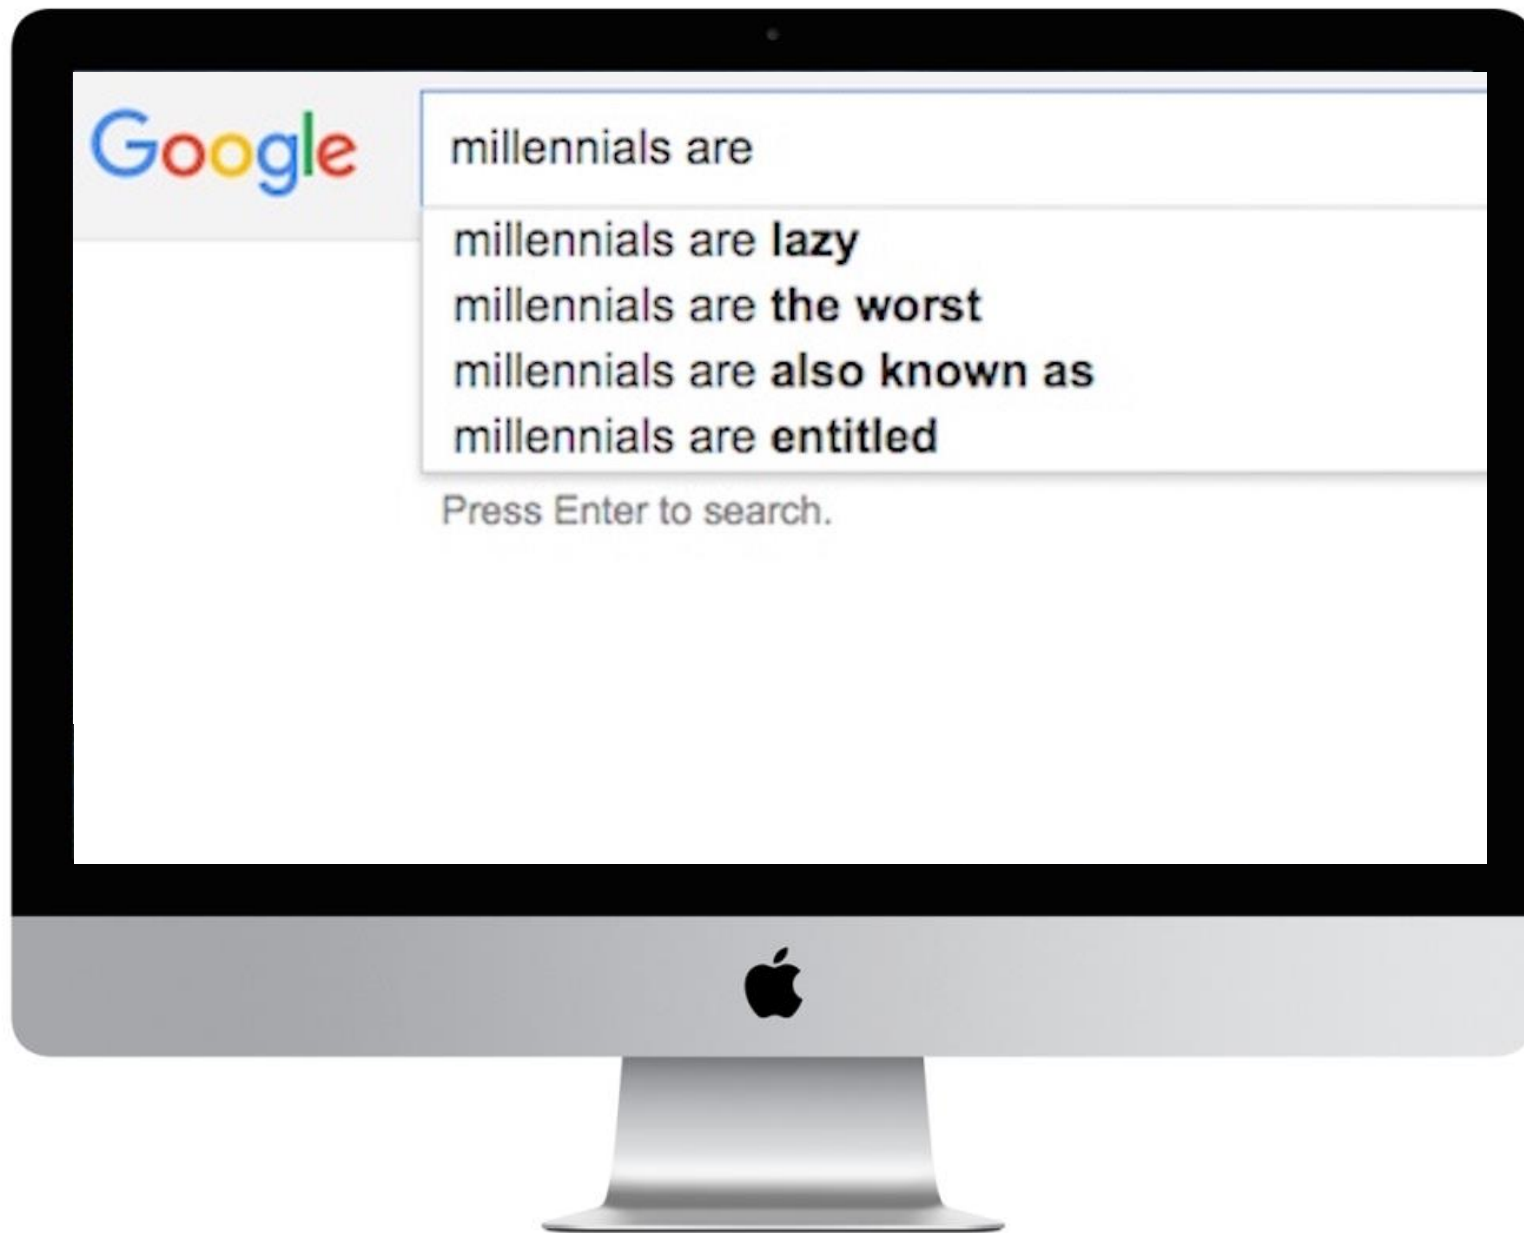 Google
millennials are
millennials are lazy
millennials are the worst
millennials are also known as
millennials are entitled
Press Enter to search.